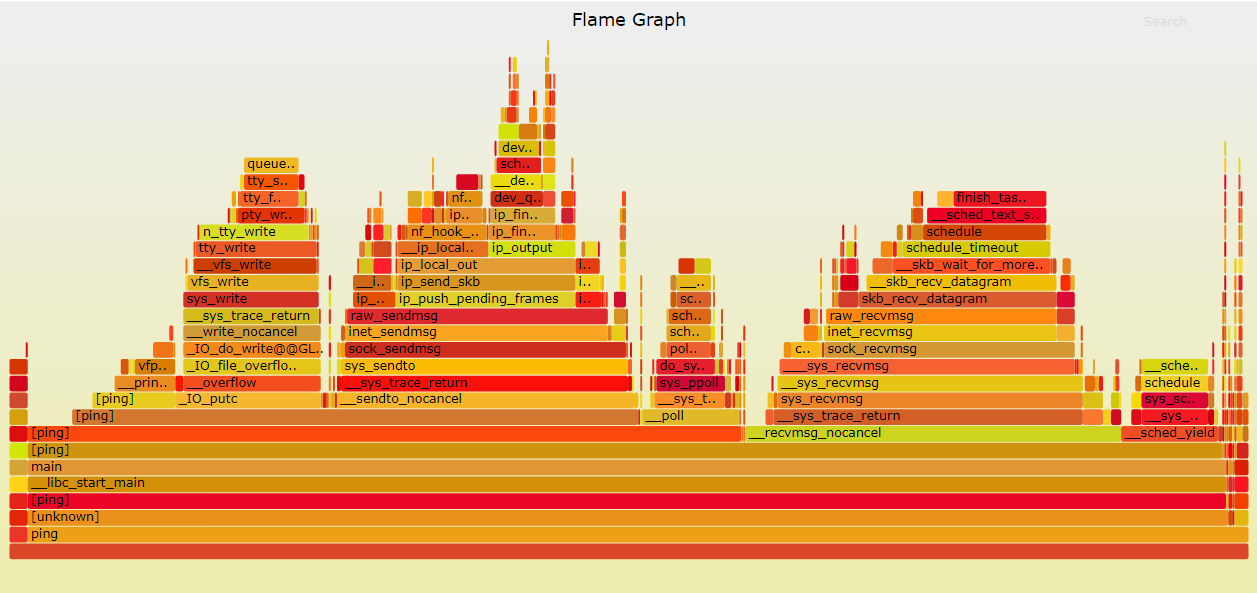 Flame Graph
Search
queue..
tty_s..
tty_f..
pty_wr..
n_tty_write
tty_write
__vfs_write
vfs_write
sys_write
__sys_trace_return
__write_nocancel
_IO_do_write@@GL..
vfp..
_IO_file_overflo..
__prin..
__overflow
[ping]
_IO_putc
[ping]
dev..
sch..
__de..
nf..
dev_q..
ip..
ip_fin..
nf_hook_..
ip_fin..
__ip_local..
ip_output
ip_local_out
i..
__i..
ip_send_skb
i..
ip_..
ip_push_pending_frames
i..
raw_sendmsg
inet_sendmsg
sock_sendmsg
sys_sendto
__sys_trace_return
__sendto_nocancel
__..
sc..
sch..
sch..
pol..
do_sy..
sys_ppoll
__sys_t..
__poll
finish_tas..
__sched_text_s..
schedule
schedule_timeout
__skb_wait_for_more..
__skb_recv_datagram
skb_recv_datagram
raw_recvmsg
inet_recvmsg
c..
sock_recvmsg
___sys_recvmsg
__sys_recvmsg
sys_recvmsg
__sys_trace_return
__recvmsg_nocancel
__sche..
schedule
sys_sc..
__sys_..
__sched_yield
[ping]
[ping]
main
__libc_start_main
[ping]
[unknown]
ping